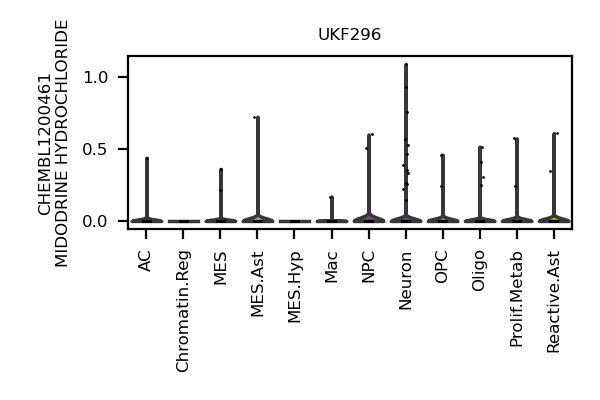 UKF296
CHEMBL1200461
MIDODRINE HYDROCHLORIDE
1.0
0.5
0.0
AC
Chromatin.Reg
MES
MES.Ast
MES.Hyp
Mac
NPC
Neuron
OPC
Oligo
Prolif.Metab
Reactive.Ast